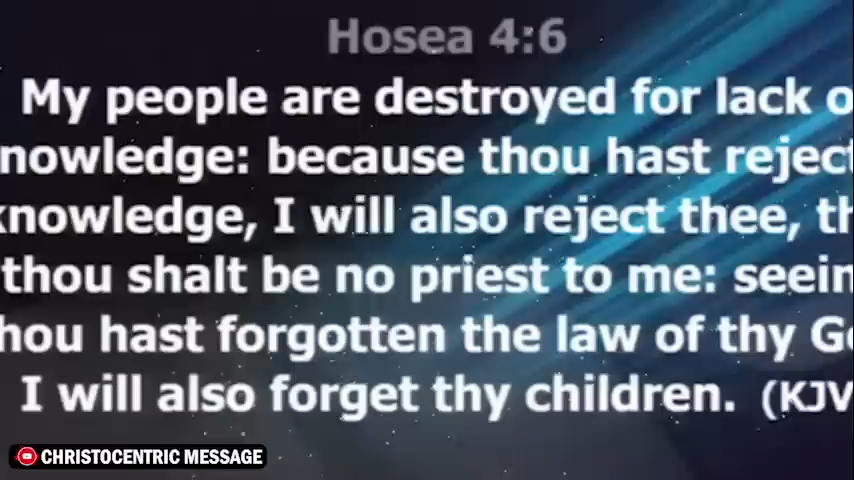 Hosea 4:6
My people are destroyed for lack o
nowledge: because thou hast reject
knowledge, I will also reject thee, th
thou shalt be no priest to me: seein
hou hast forgotten the law of thy Go
I will also forget thy children. (KJV
CHRISTOCENTRIC MESSAGE